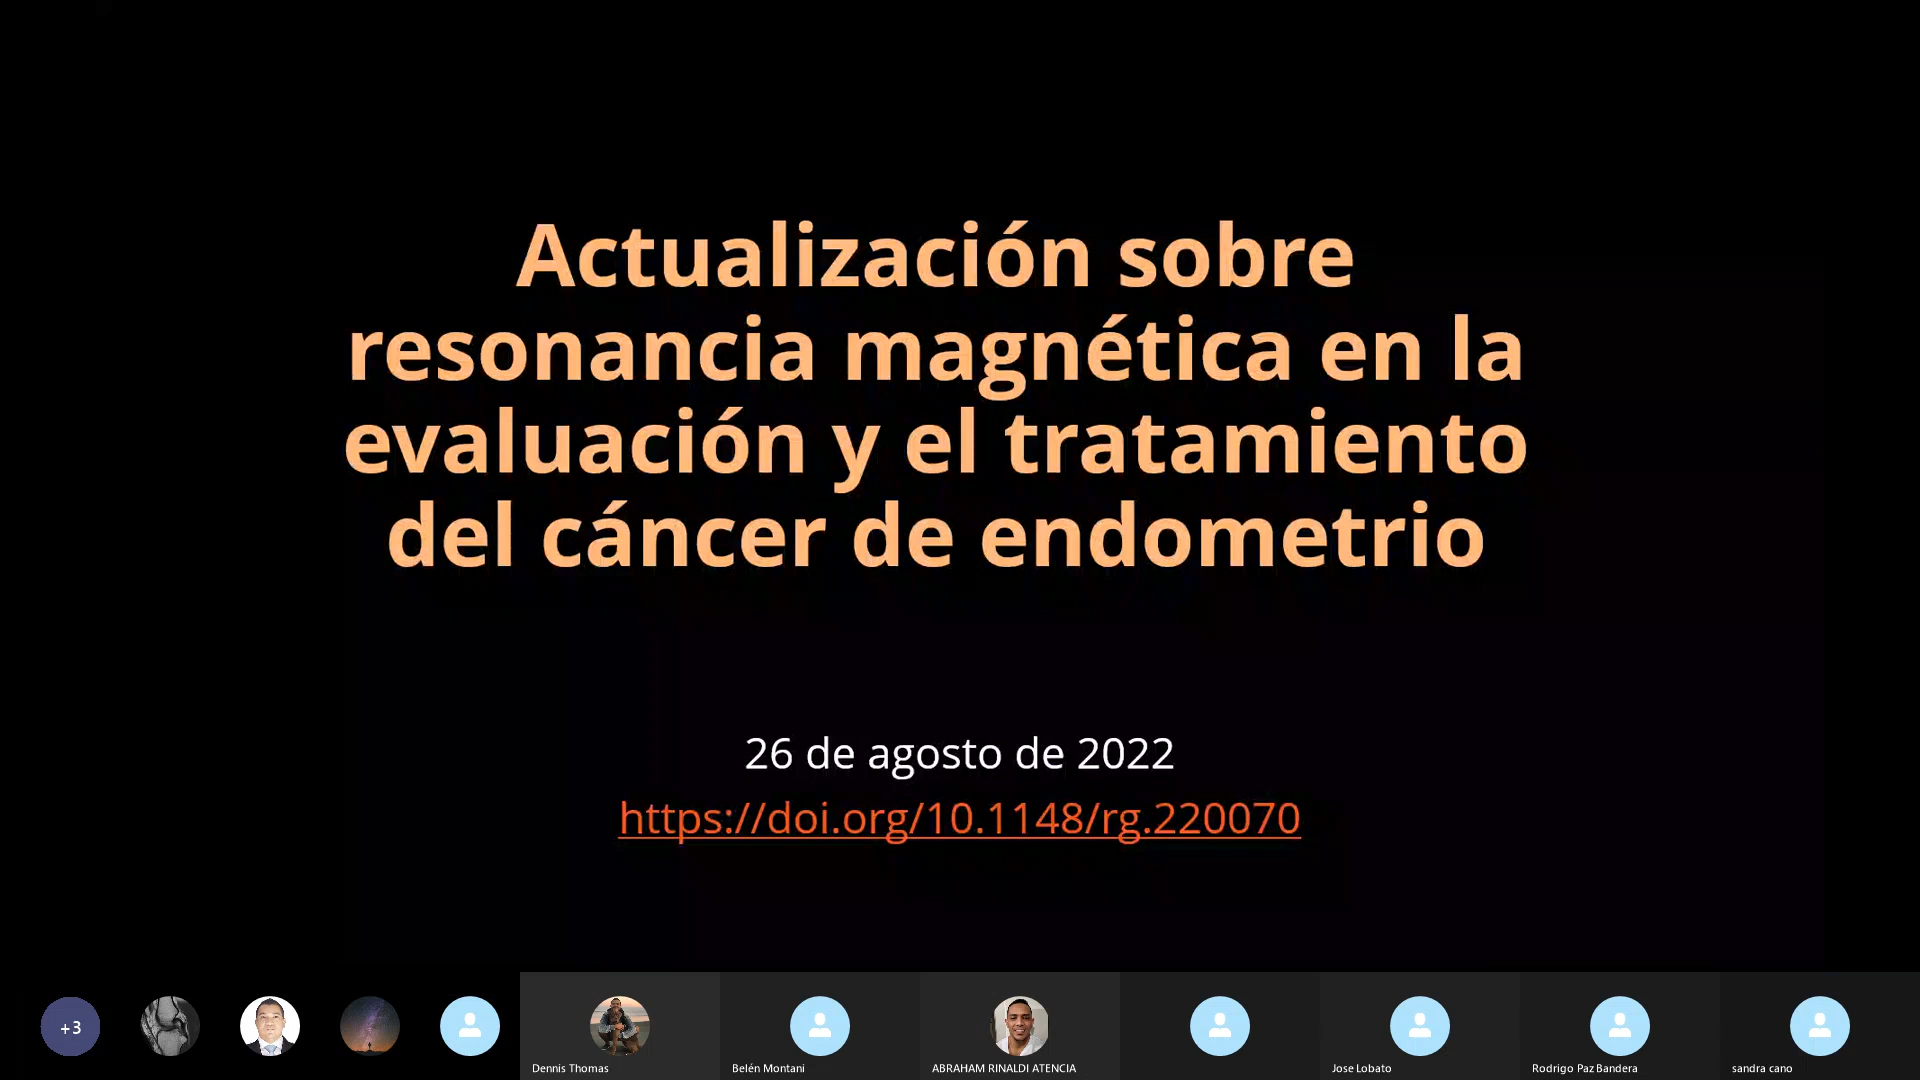 Actualización sobre
resonancia magnética en la
evaluación y el tratamiento
del cáncer de endometrio
26 de agosto de 2022
https://doi.org/10.1148/rg.220070
+3
Dennis Thomas
Belén Montani
ABRAHAM RINALDI ATENCIA
Jose Lobato
Rodrigo Paz Bandera
sandra cano